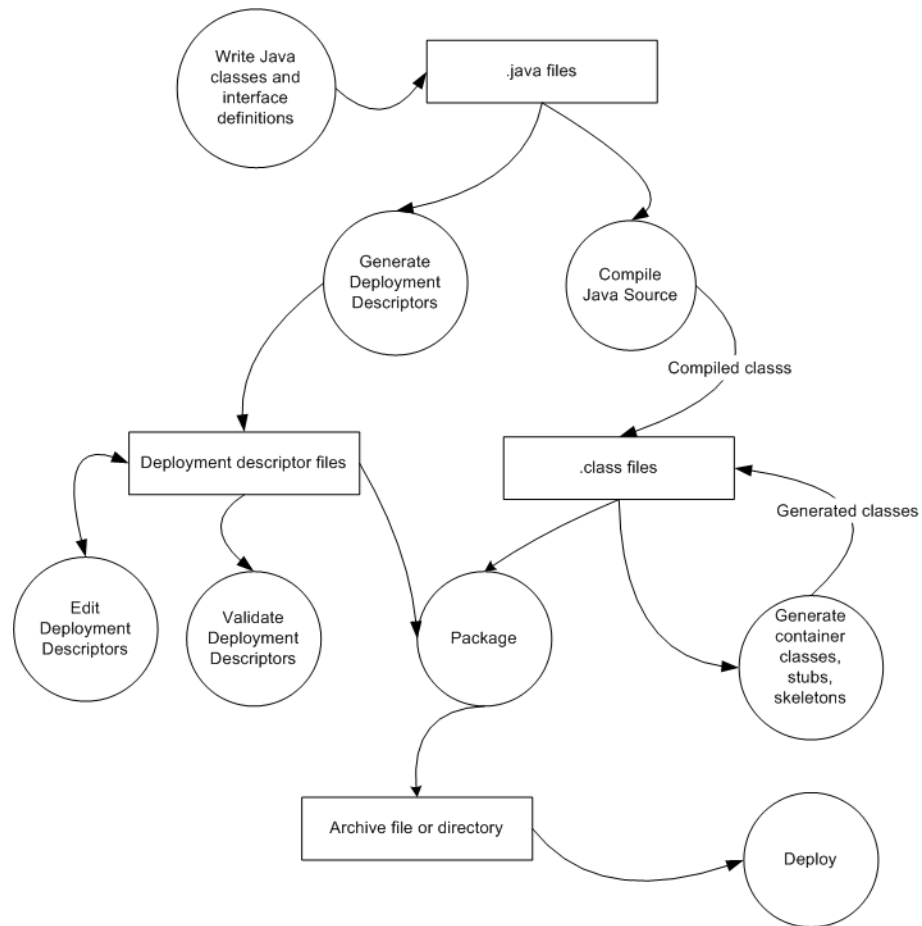 Write Java
classes and
interface
definitions
.java files
Generate
Deployment
Descriptors
Compile
Java Source
Compiled classs
Deployment descriptor files
.class files
Generated classes
Edit
Deployment
Descriptors
Validate
Deployment
Descriptors
Package
Generate
container
classes,
stubs,
skeletons
Archive file or directory
Deploy